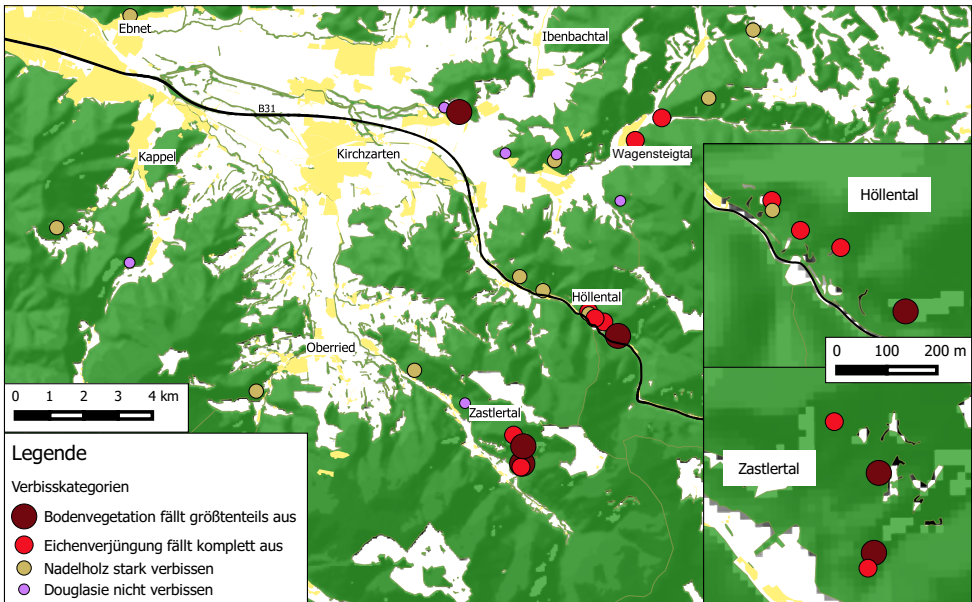 Ebnet
Ibenbachtal
B31
Kappel
Kirchzarten
Wagensteigtal
Höllental
Höllental
Oberried
0 100 200 m
0 1 2 3 4 km
Zastlertal
Zastlertal
Legende
Verbisskategorien
Bodenvegetation fällt größtenteils aus
Eichenverjüngung fällt komplett aus
Nadelholz stark verbissen
Douglasie nicht verbissen